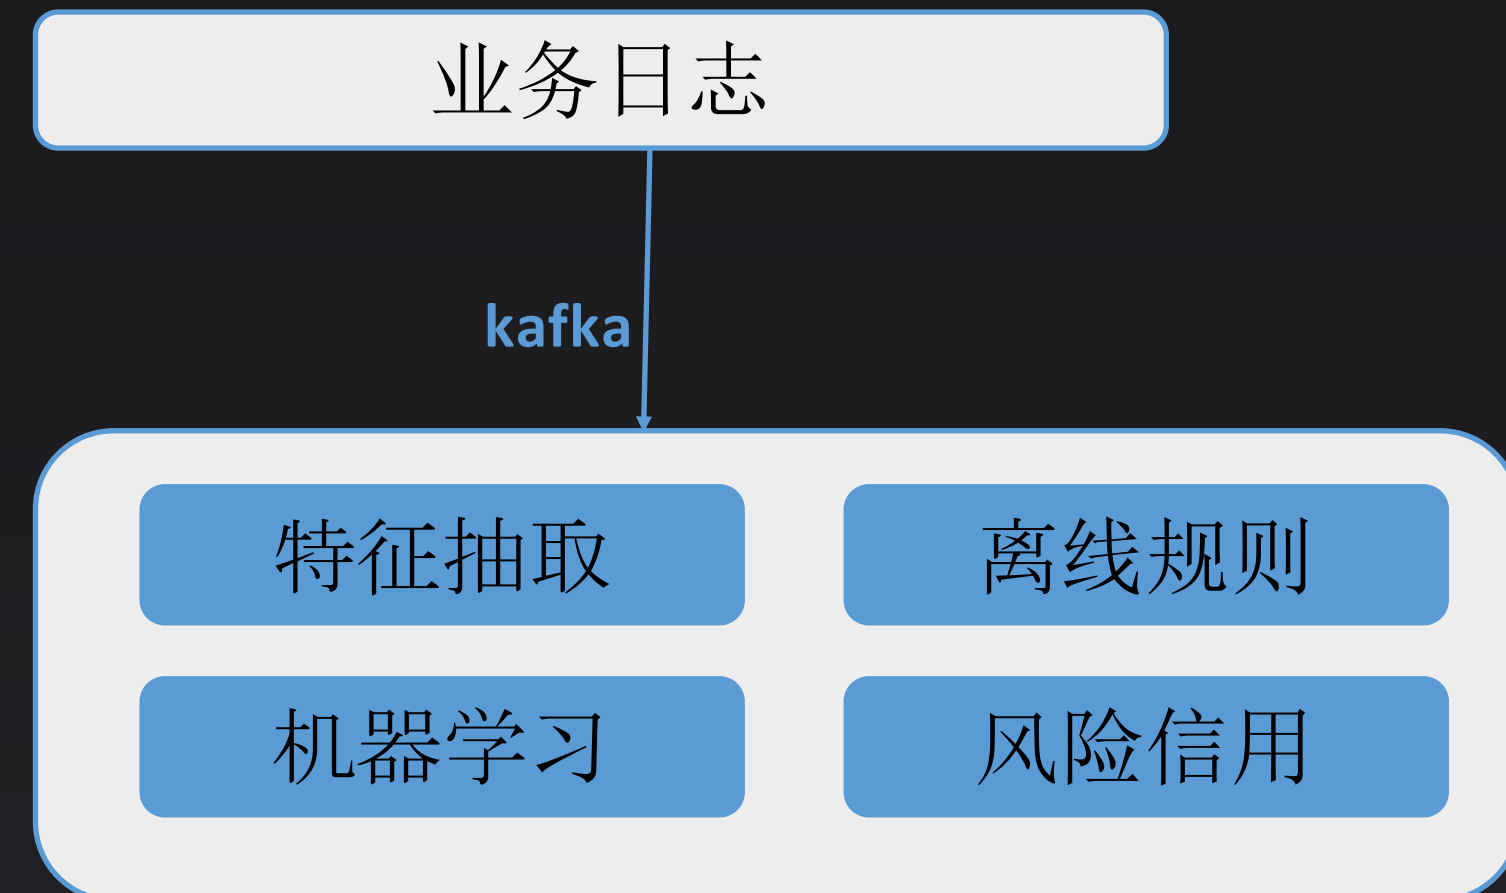 业务日志
kafka
特征抽取
离线规则
机器学习
风险信用